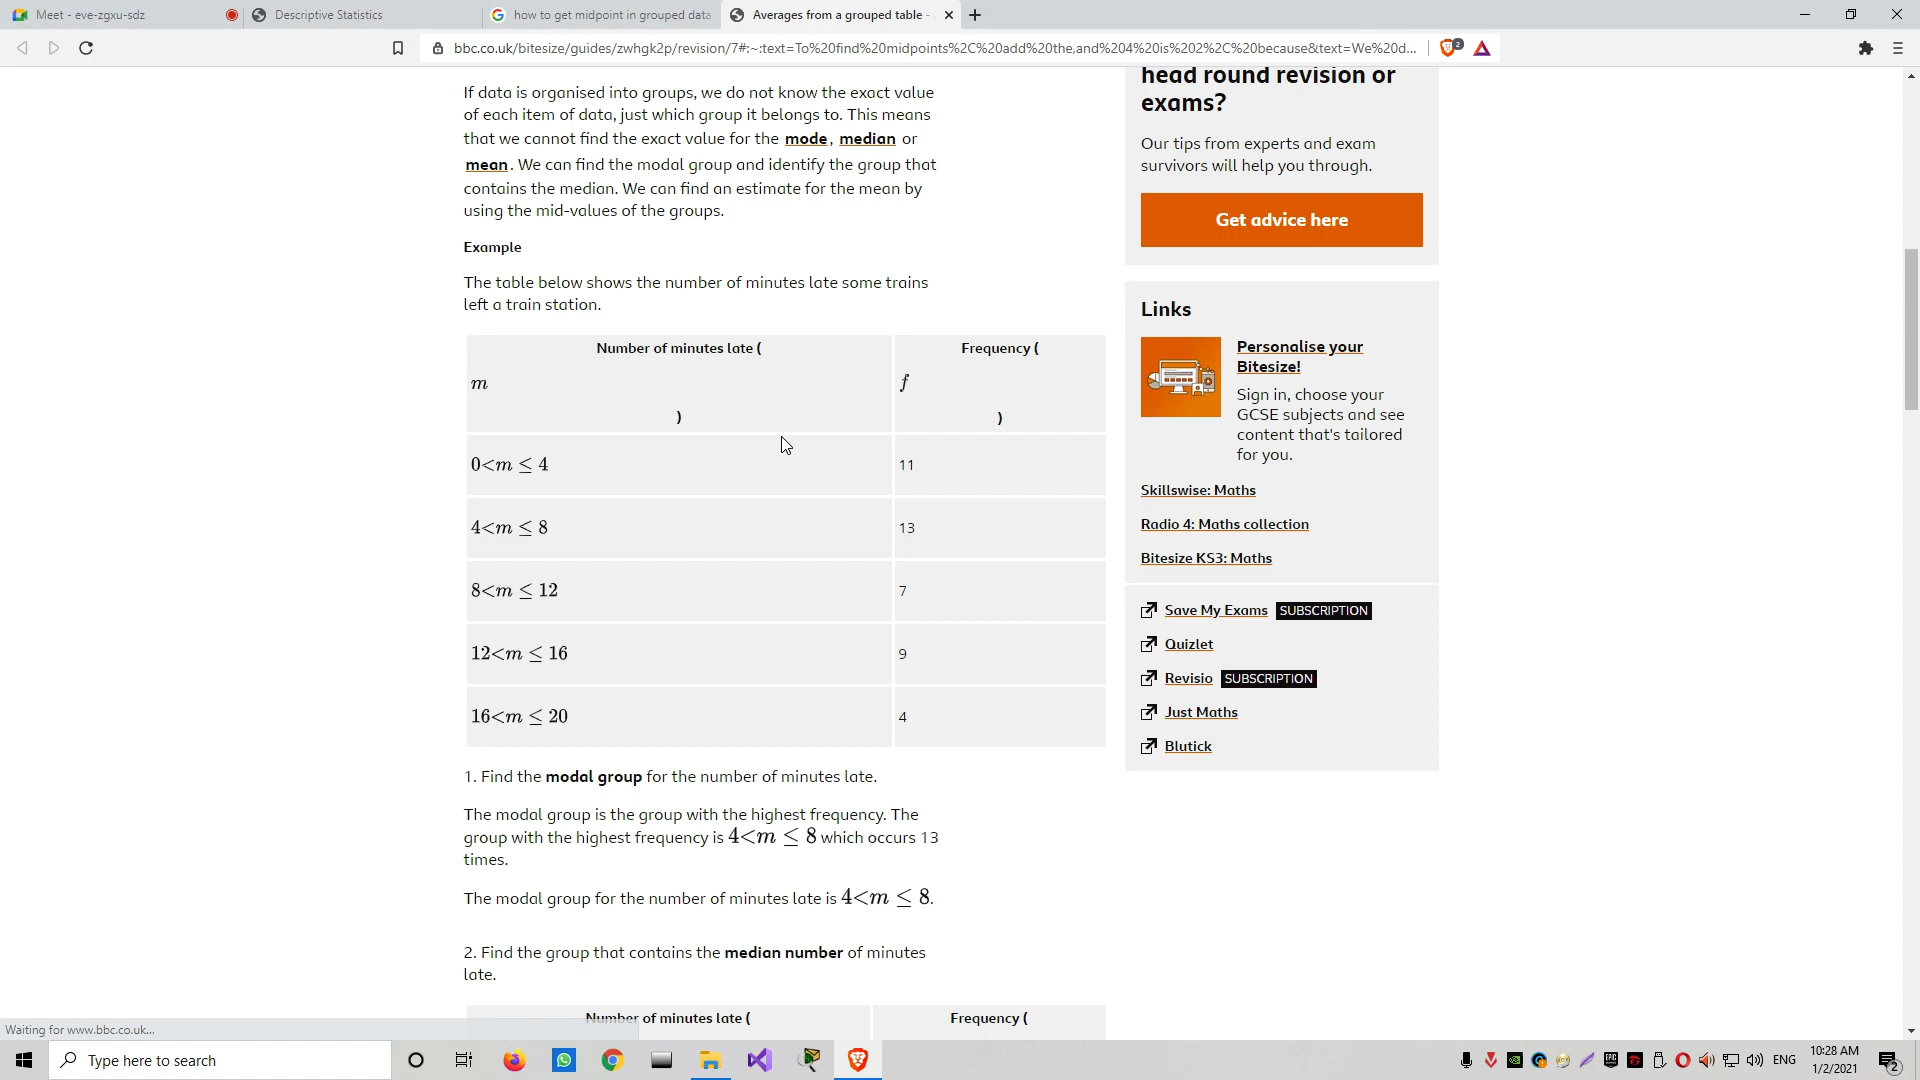 Meet - eve-zgxu-sdz
Descriptive Statistics
how to get midpoint in grouped data
Averages from a grouped table -
bbc.co.uk/bitesize/guides/zwhgk2p/revision/7#:~:text=To%20find%20midpoints%2C%20add%20the,and%204%20is%202%2C%20because&text=We%20d...
2
If data is organised into groups, we do not know the exact value
of each item of data, just which group it belongs to. This means
that we cannot find the exact value for the mode, median or
mean. We can find the modal group and identify the group that
contains the median. We can find an estimate for the mean by
using the mid-values of the groups.
Example
The table below shows the number of minutes late some trains
left a train station.
Number of minutes late (
m
)
Frequency (
f
)
0<m ≤ 4
11
4<m ≤ 8
13
8<m ≤ 12
7
12<m ≤ 16
9
16<m ≤ 20
4
1. Find the modal group for the number of minutes late.
The modal group is the group with the highest frequency. The
group with the highest frequency is 4<m ≤ 8 which occurs 13
times.
The modal group for the number of minutes late is 4<m ≤ 8.
2. Find the group that contains the median number of minutes
late.
Number of minutes late (
Frequency (
head round revision or
exams?
Our tips from experts and exam
survivors will help you through.
Get advice here
Links
Personalise your
Bitesize!
Sign in, choose your
GCSE subjects and see
content that's tailored
for you.
Skillswise: Maths
Radio 4: Maths collection
Bitesize KS3: Maths
Save My Exams SUBSCRIPTION
Quizlet
Revisio SUBSCRIPTION
Just Maths
Blutick
Waiting for www.bbc.co.uk...
Type here to search
ENG
10:28 AM
1/2/2021
2